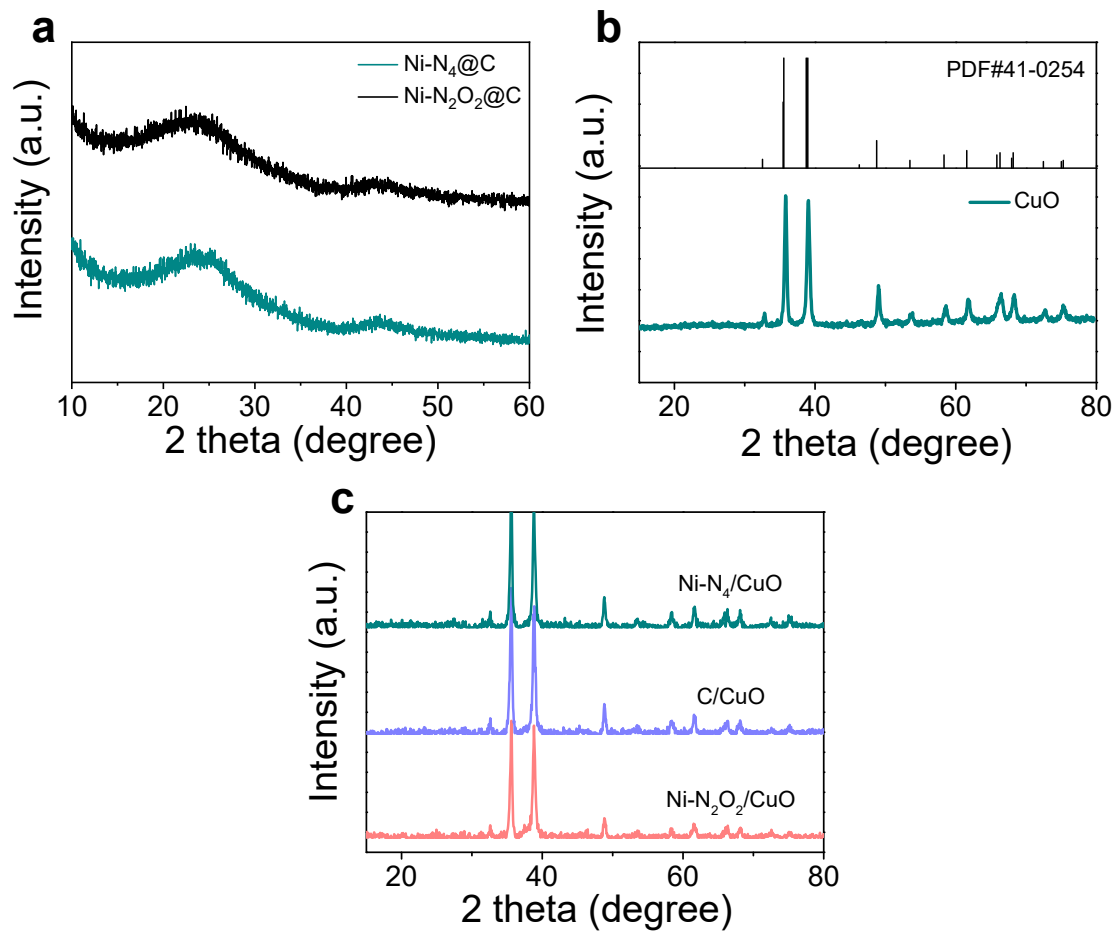 a
Ni-N₄@C
Ni-N₂O₂@C
Intensity (a.u.)
10 20 30 40 50 60
2 theta (degree)
b
PDF#41-0254
CuO
Intensity (a.u.)
20 40 60 80
2 theta (degree)
c
Ni-N₄/CuO
C/CuO
Ni-N₂O₂/CuO
Intensity (a.u.)
20 40 60 80
2 theta (degree)